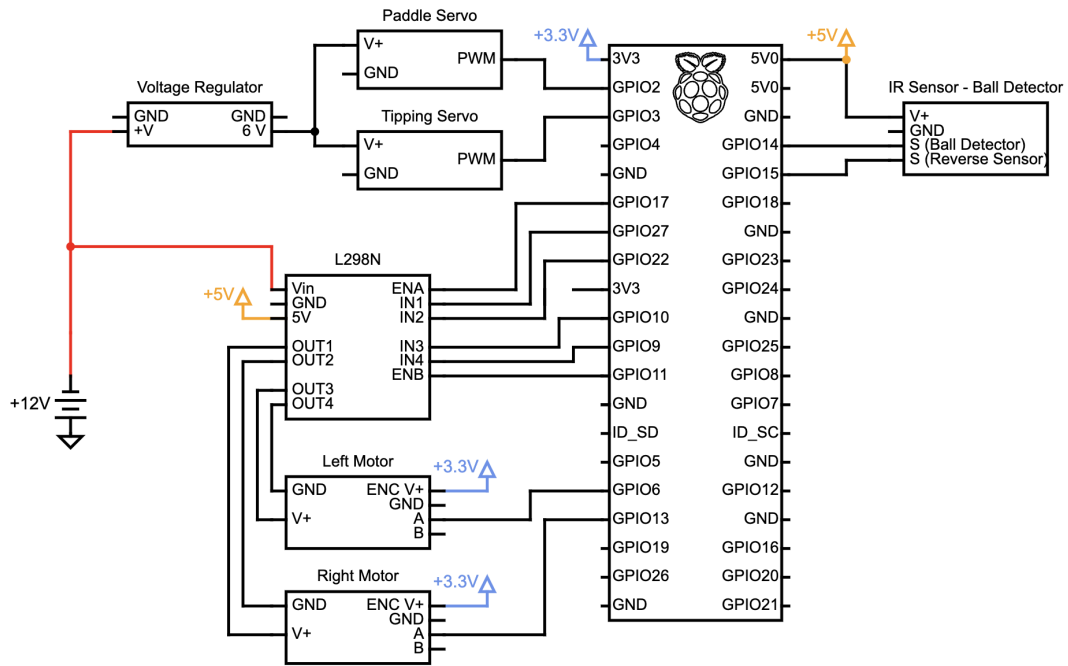 Paddle Servo
V+
PWM
GND
Voltage Regulator
GND
GND
+V
6 V
Tipping Servo
V+
PWM
GND
+3.3V
+5V
3V3
5V0
GPIO2
5V0
GPIO3
GND
GPIO4
GPIO14
GND
GPIO15
GPIO17
GPIO18
GPIO27
GND
GPIO22
GPIO23
3V3
GPIO24
GPIO10
GND
GPIO9
GPIO25
GPIO11
GPIO8
GND
GPIO7
ID_SD
ID_SC
GPIO5
GND
GPIO6
GPIO12
GPIO13
GND
GPIO19
GPIO16
GPIO26
GPIO20
GND
GPIO21
IR Sensor - Ball Detector
V+
GND
S (Ball Detector)
S (Reverse Sensor)
L298N
+5V
Vin
ENA
GND
IN1
5V
IN2
OUT1
IN3
OUT2
IN4
ENB
OUT3
OUT4
+12V
Left Motor
+3.3V
GND
ENC V+
GND
V+
A
B
Right Motor
+3.3V
GND
ENC V+
GND
V+
A
B